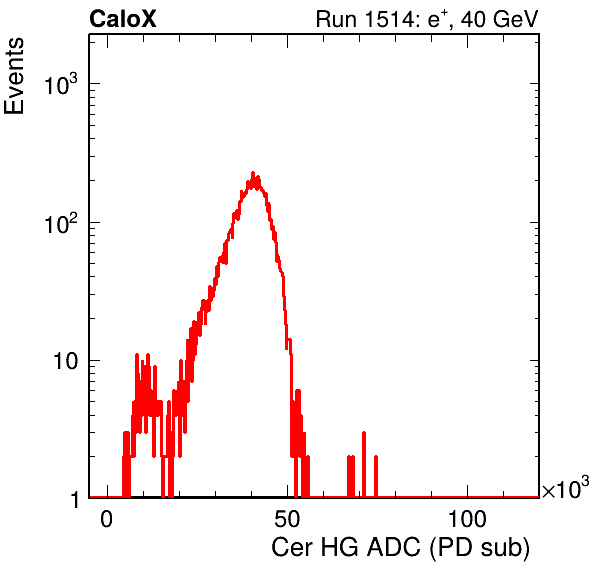 CaloX Run 1514: e⁺, 40 GeV
Events
10³
10²
10
1
0 50 100
×10³
Cer HG ADC (PD sub)